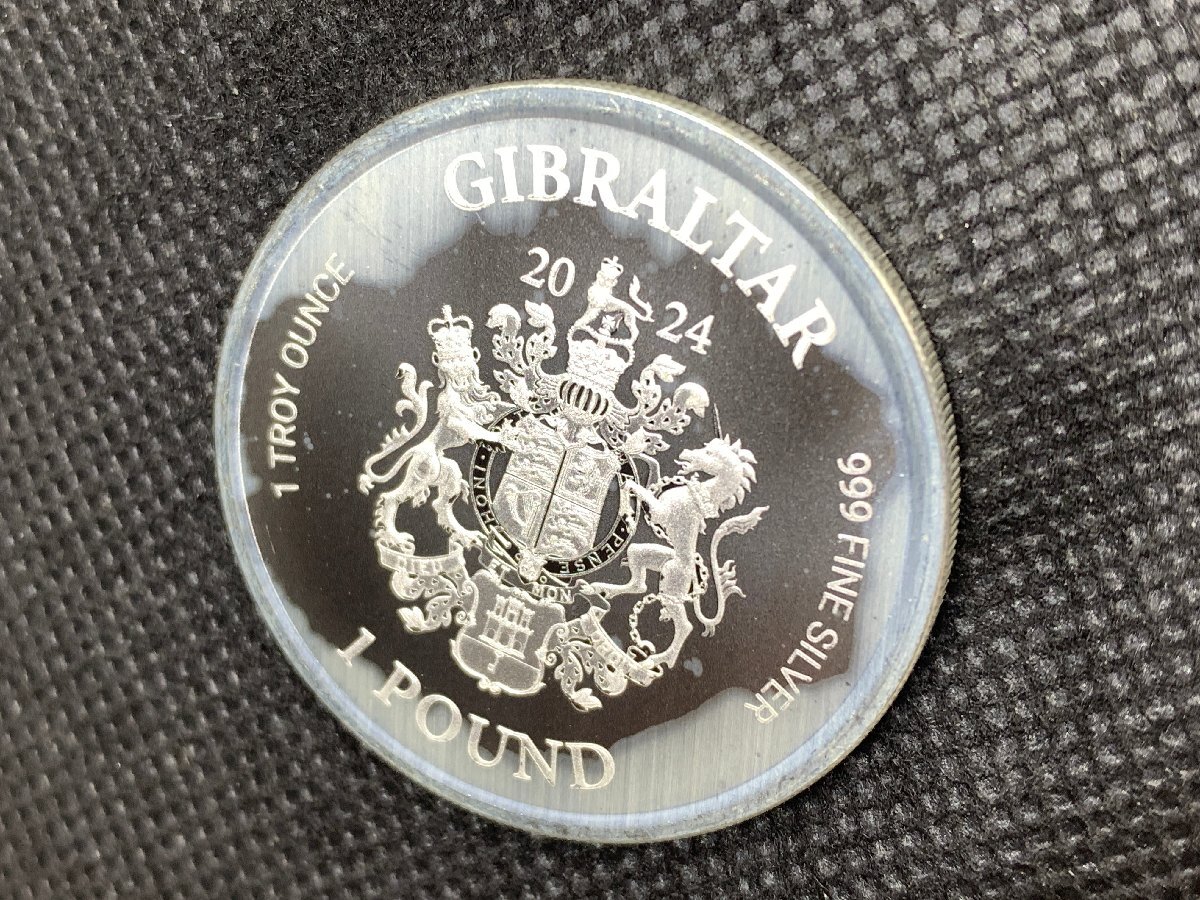 GIBRALTAR
20 24
1 TROY OUNCE
999 FINE SILVER
1 POUND